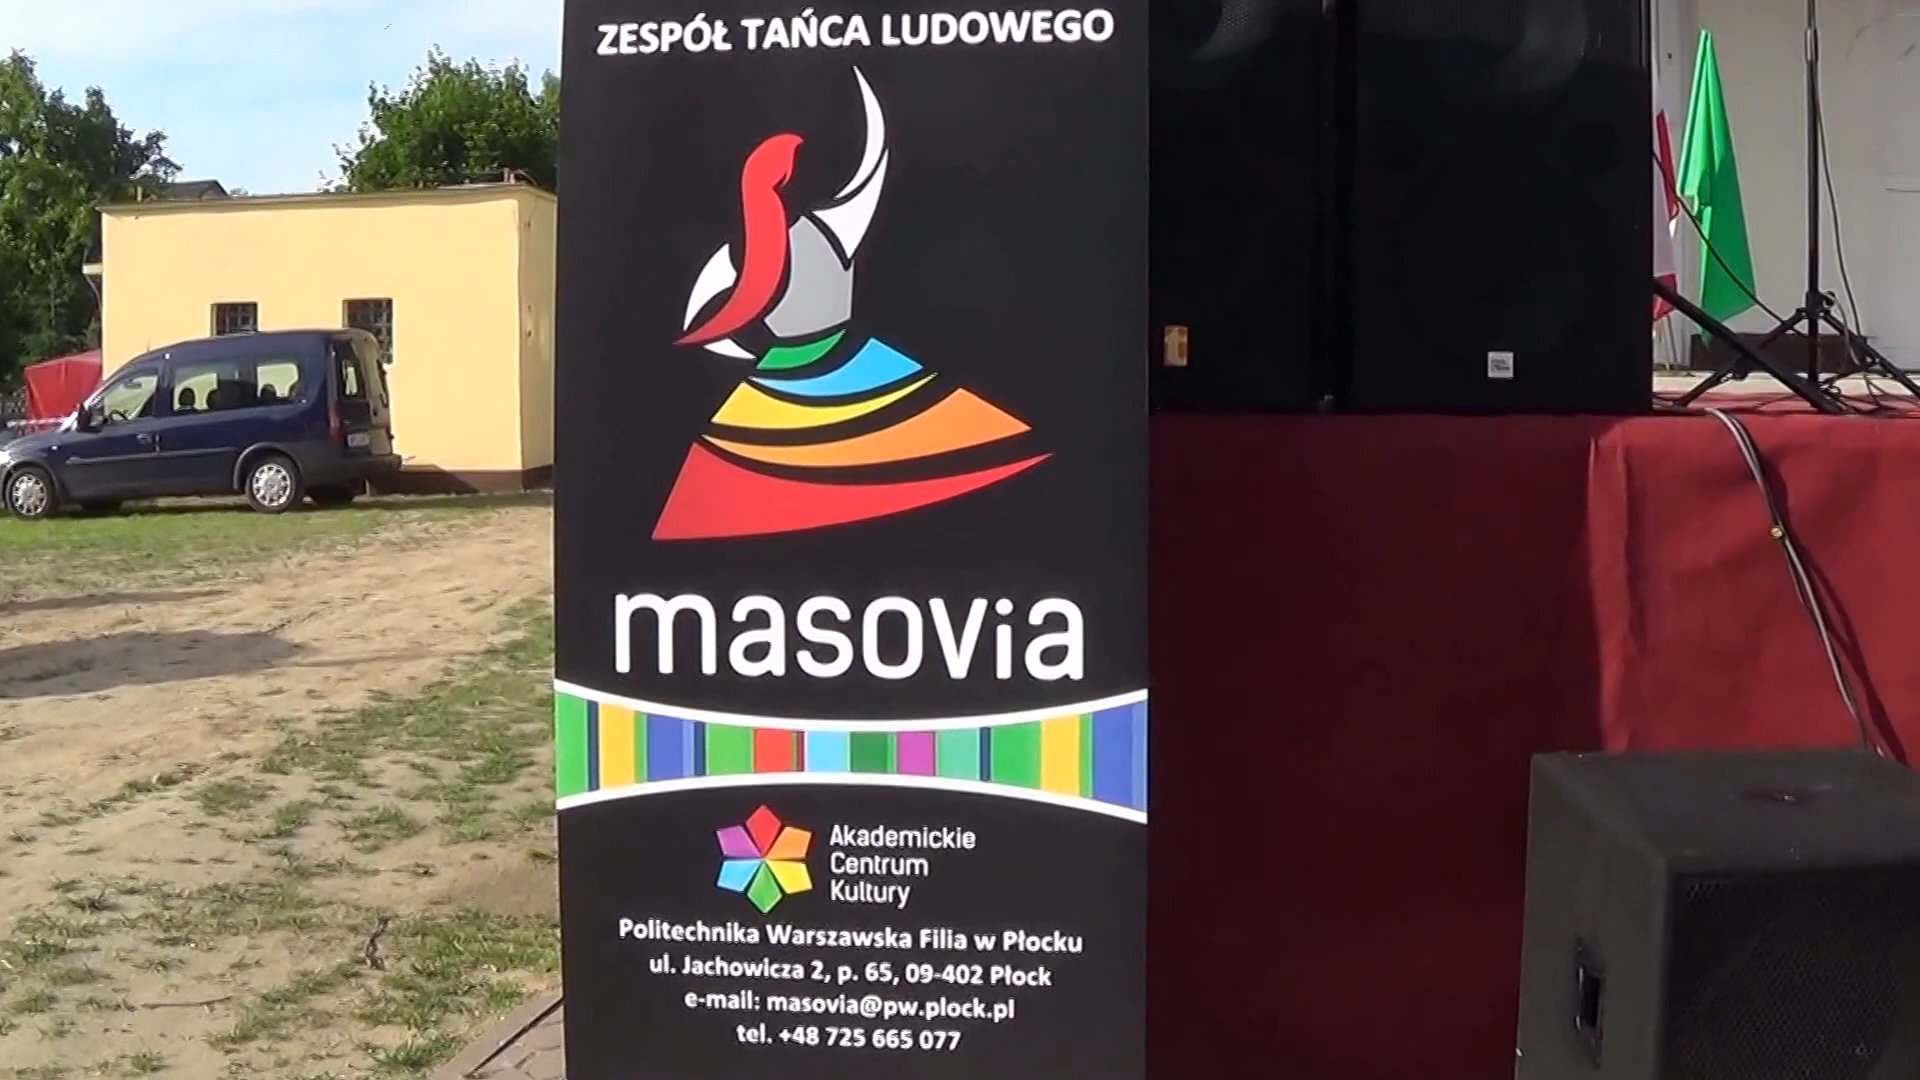 ZESPÓŁ TAŃCA LUDOWEGO
masovia
Akademickie
Centrum
Kultury
Politechnika Warszawska Filia w Płocku
ul. Jachowicza 2, p. 65, 09-402 Płock
e-mail: masovia@pw.plock.pl
tel. +48 725 665 077